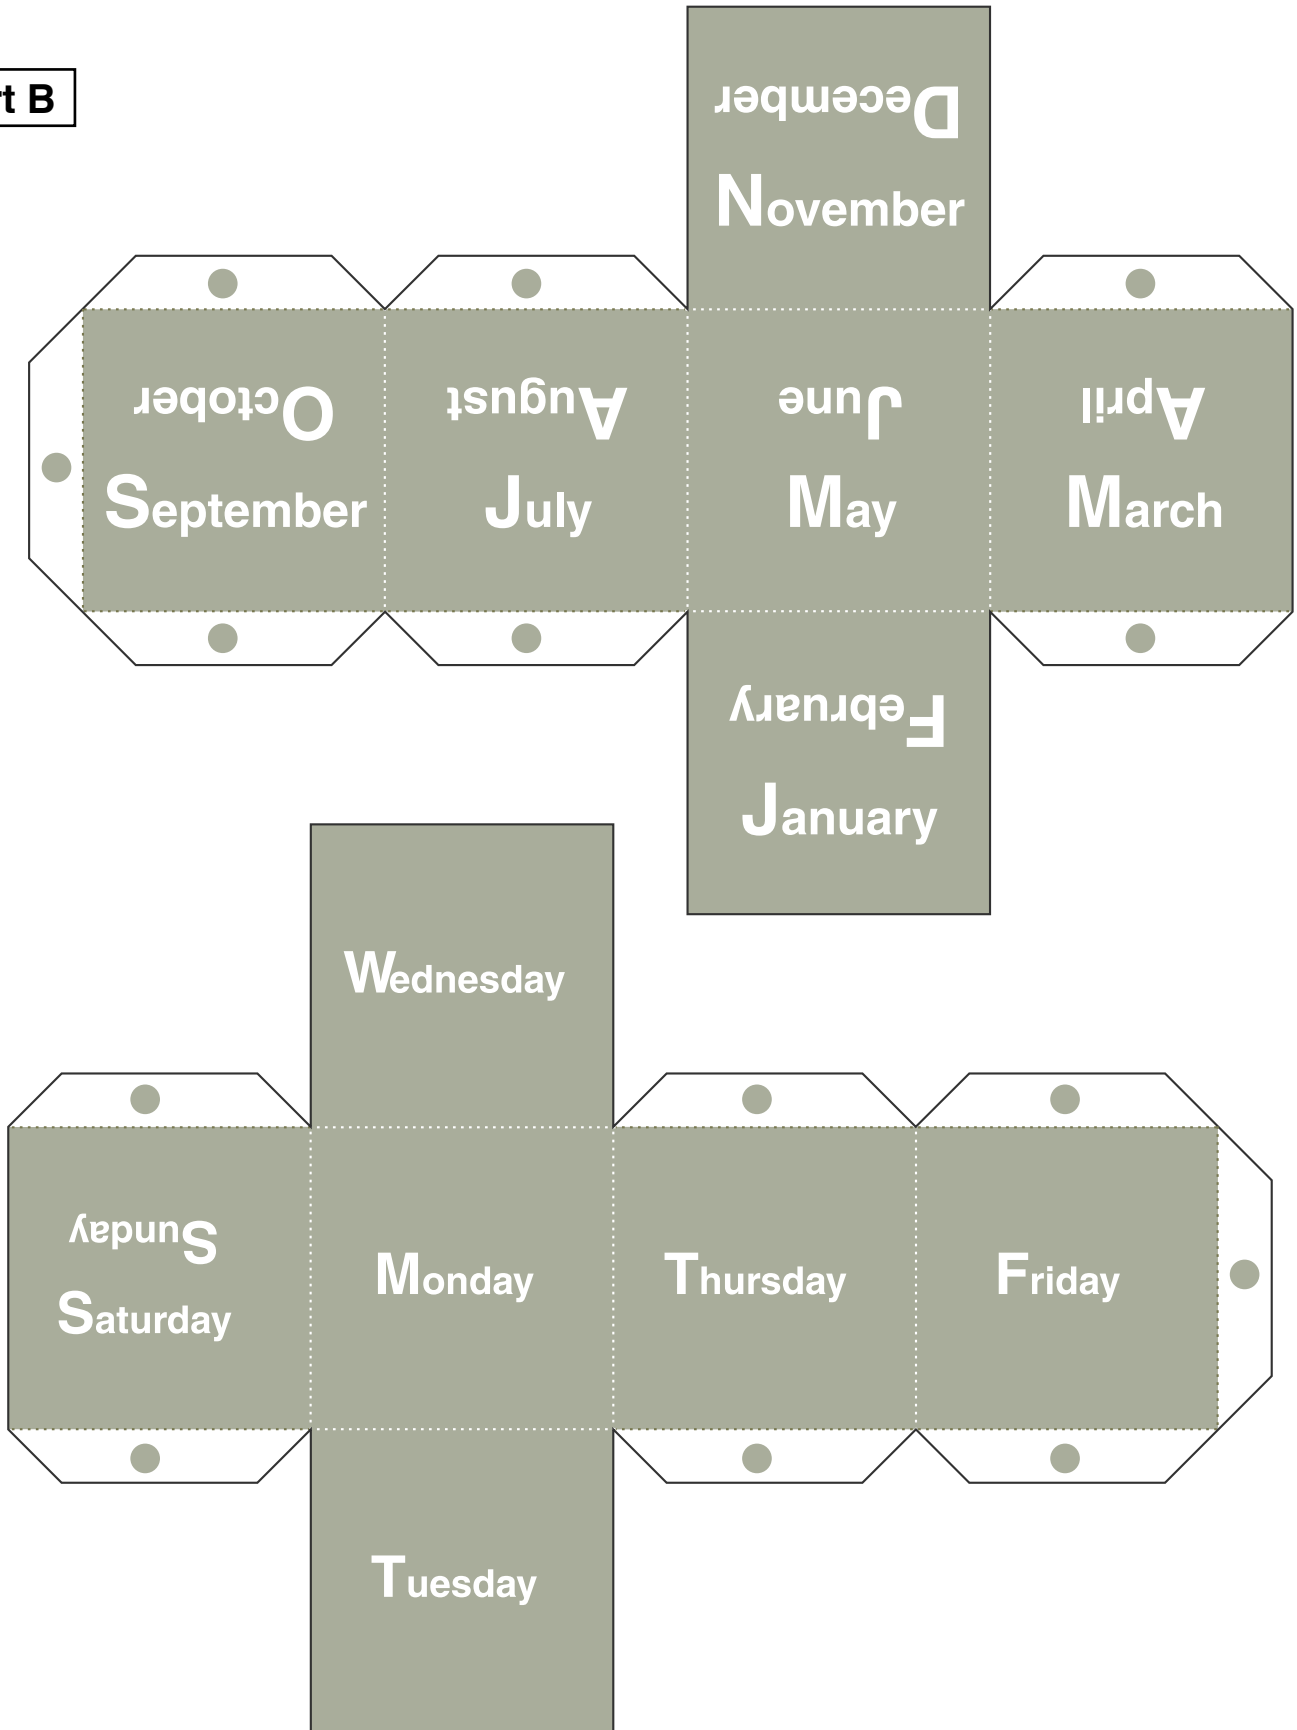 t B
December
November
October
September
August
July
June
May
April
March
February
January
Wednesday
Sunday
Saturday
Monday
Thursday
Friday
Tuesday